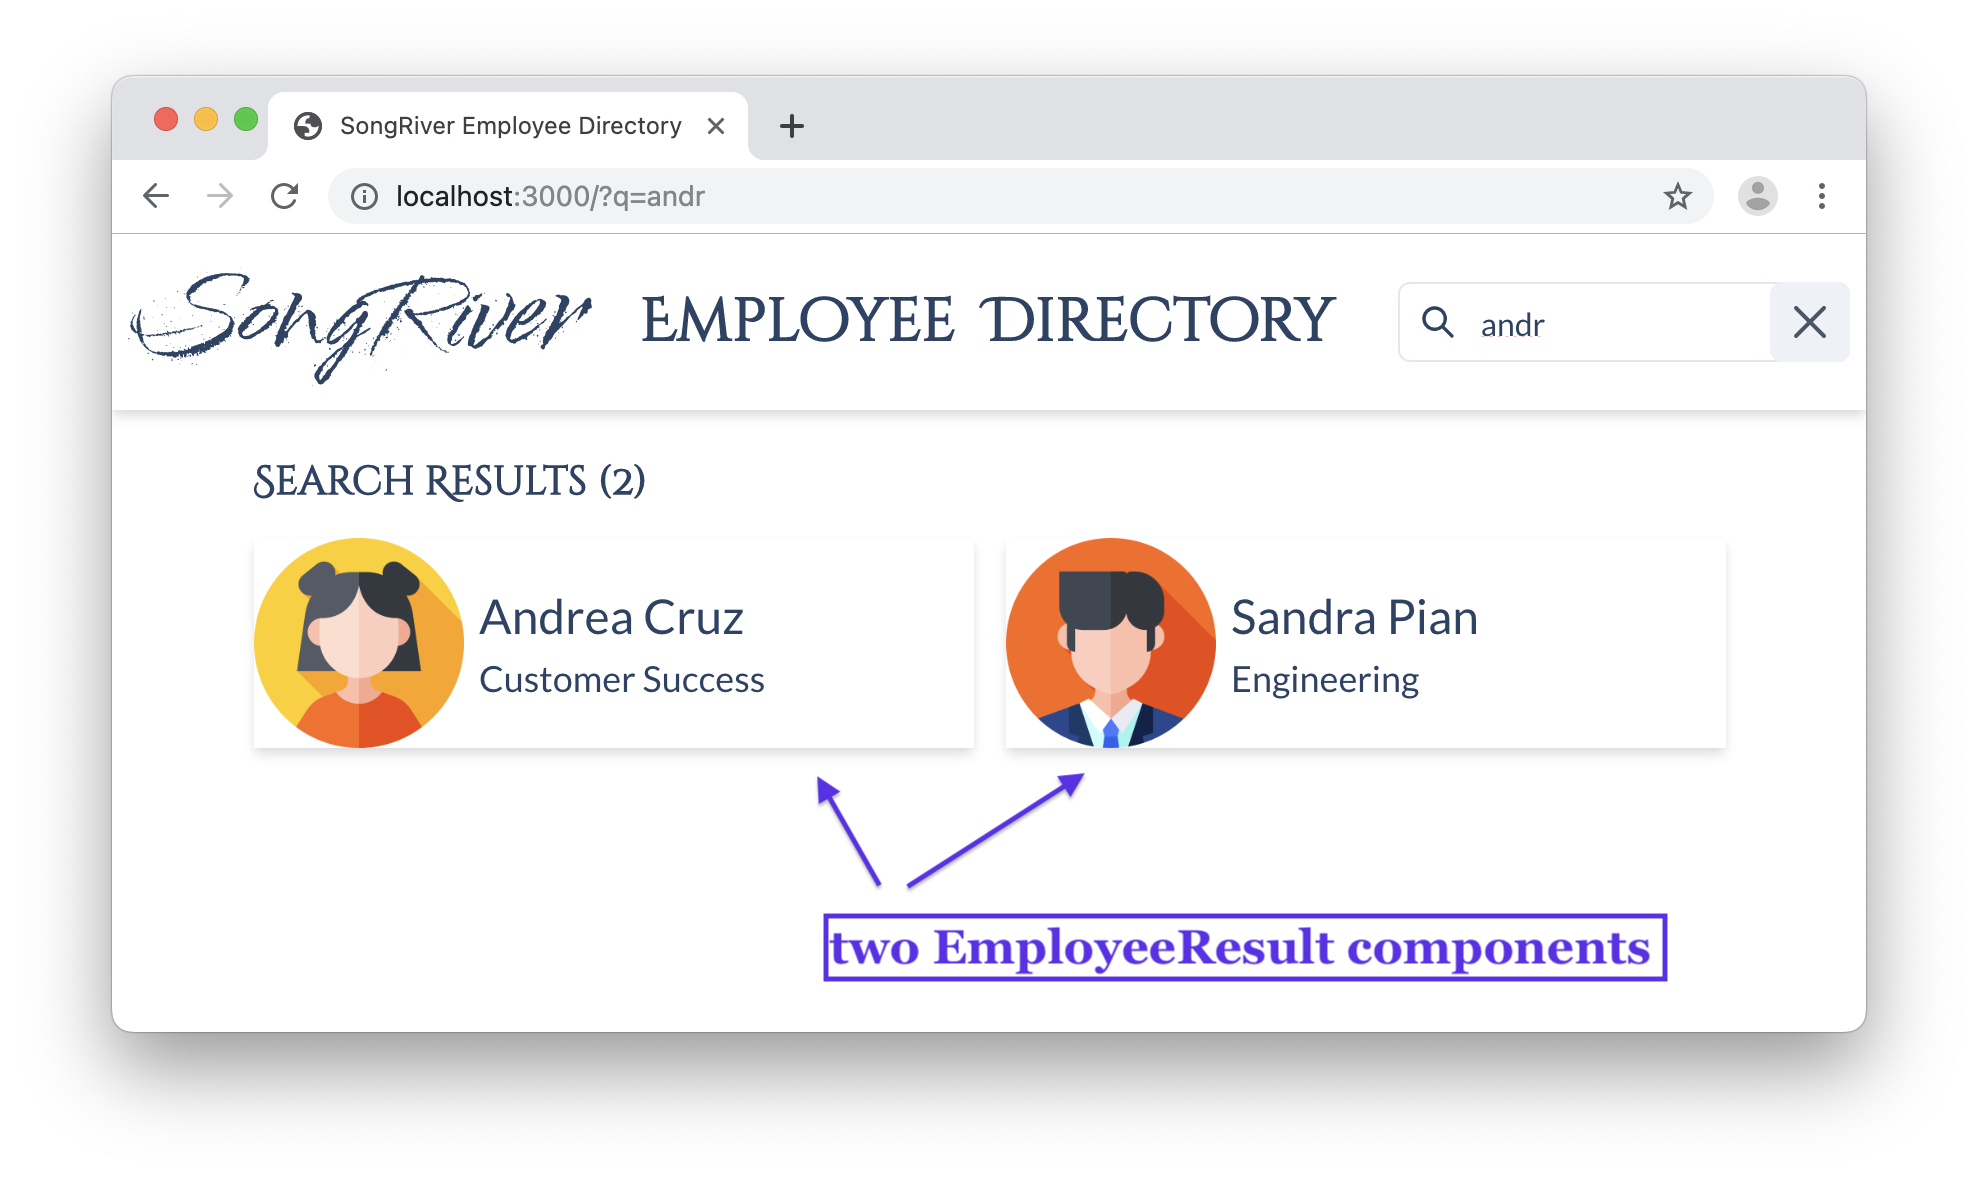 SongRiver Employee Directory
localhost:3000/?q=andr
SongRiver EMPLOYEE DIRECTORY andr
SEARCH RESULTS (2)
Andrea Cruz
Customer Success
Sandra Pian
Engineering
two EmployeeResult components